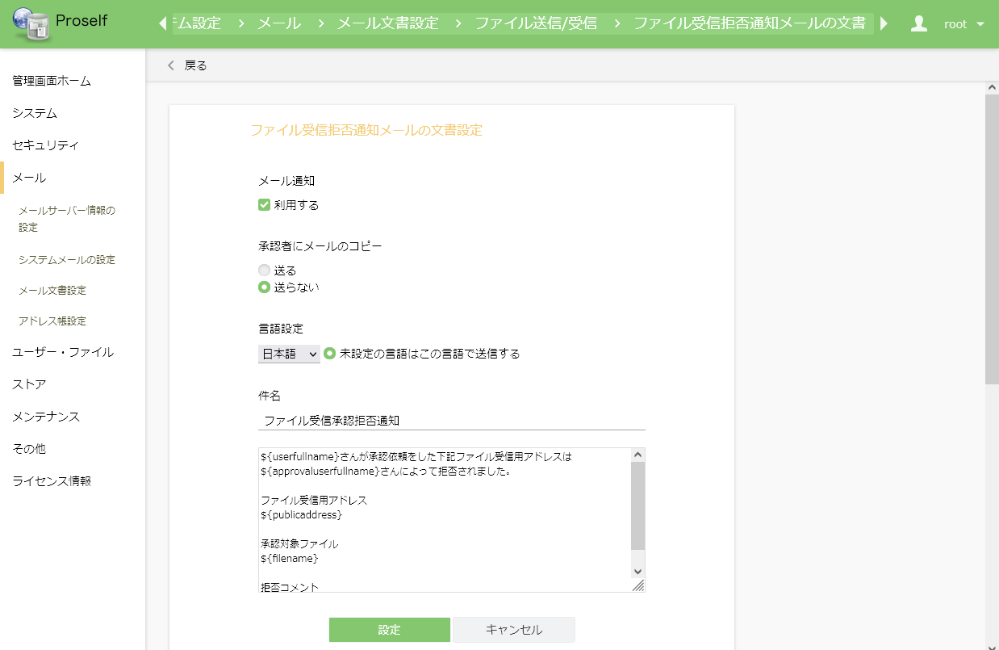 Proself
テム設定 > メール > メール文書設定 > ファイル送信/受信 > ファイル受信拒否通知メールの文書
root
戻る
管理画面ホーム
システム
セキュリティ
メール
メールサーバー情報の
設定
システムメールの設定
メール文書設定
アドレス帳設定
ユーザー・ファイル
ストア
メンテナンス
その他
ライセンス情報
ファイル受信拒否通知メールの文書設定
メール通知
利用する
承認者にメールのコピー
送る
送らない
言語設定
日本語 未設定の言語はこの言語で送信する
件名
ファイル受信承認拒否通知
${userfullname}さんが承認依頼をした下記ファイル受信用アドレスは
${approvaluserfullname}さんによって拒否されました。
ファイル受信用アドレス
${publicaddress}
承認対象ファイル
${filename}
拒否コメント
設定 キャンセル